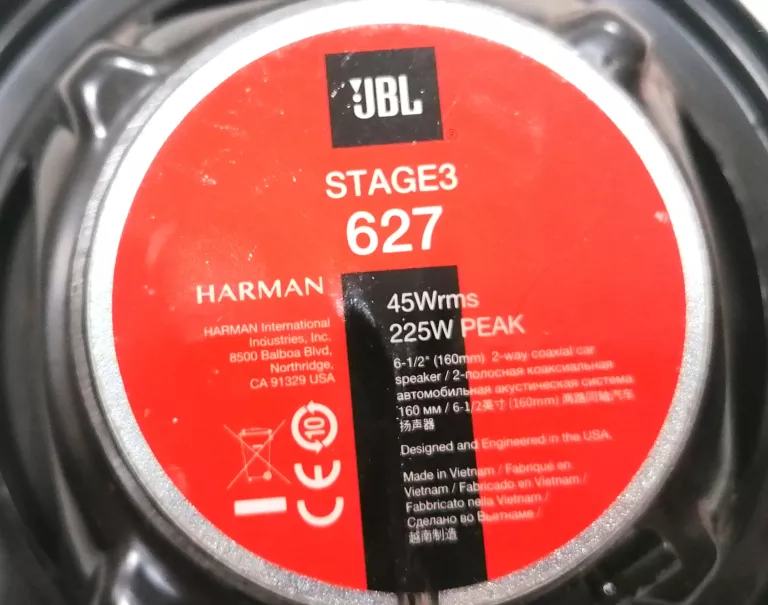 JBL
®
STAGE3
627
HARMAN
HARMAN International
Industries, Inc.
8500 Balboa Blvd,
Northridge,
CA 91329 USA
10
45Wrms
225W PEAK
6-1/2" (160mm) 2-way coaxial car
speaker / 2-полосная коаксиальная
автомобильная акустическая система
160 мм / 6-1/2英寸 (160mm) 两路同轴汽车
扬声器
Designed and Engineered in the USA.
Made in Vietnam / Fabriqué en
Vietnam / Fabricado en Vietnam /
Fabbricato nella Vietnam /
Сделано во Вьетнаме /
越南制造